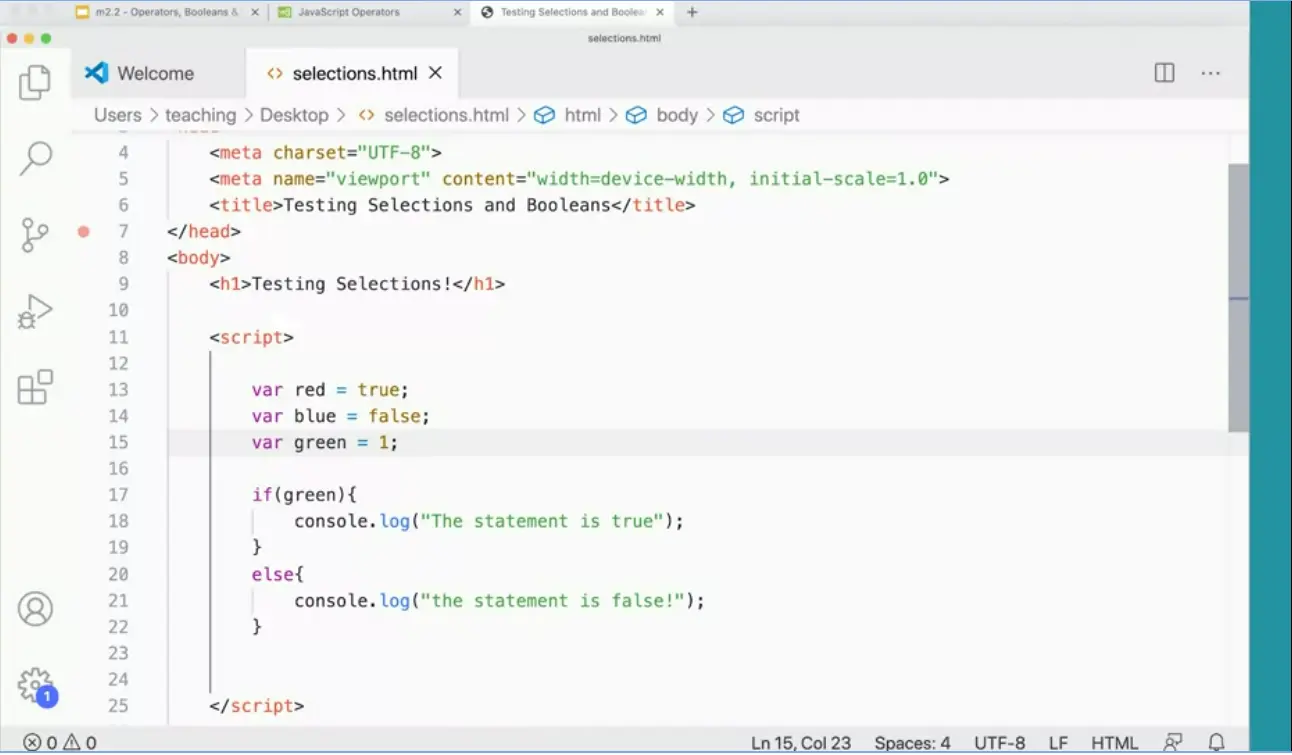 m2.2 - Operators, Booleans &
JavaScript Operators
Testing Selections and Boolea
selections.html
Welcome
selections.html
Users > teaching > Desktop > selections.html > html > body > script
4 <meta charset="UTF-8">
5 <meta name="viewport" content="width=device-width, initial-scale=1.0">
6 <title>Testing Selections and Booleans</title>
7 </head>
8 <body>
9 <h1>Testing Selections!</h1>
10
11 <script>
12
13 var red = true;
14 var blue = false;
15 var green = 1;
16
17 if(green){
18 console.log("The statement is true");
19 }
20 else{
21 console.log("the statement is false!");
22 }
23
24
25 </script>
1
0 0 Ln 15, Col 23 Spaces: 4 UTF-8 LF HTML